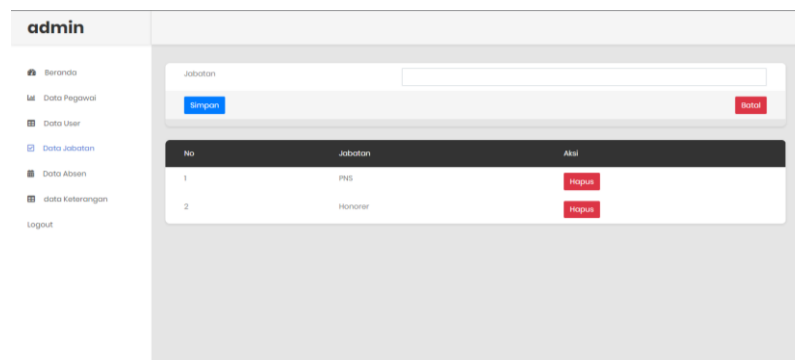 admin
Beranda
Data Pegawai
Data User
Data Jabatan
Data Absen
data Keterangan
Logout
Jabatan
Simpan Batal
No Jabatan Aksi
1 PNS Hapus
2 Honorer Hapus